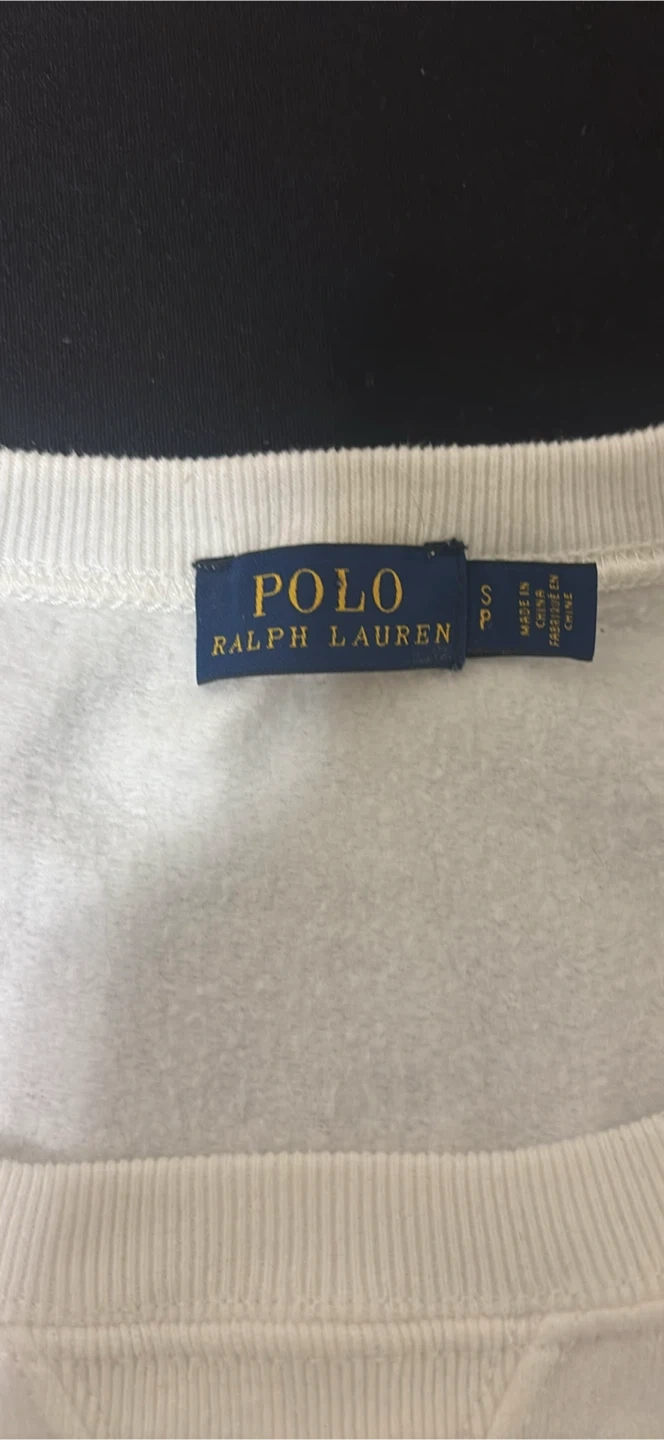 POLO
RALPH LAUREN
S
P
MADE IN
CHINA
FABRIQUÉ EN
CHINE